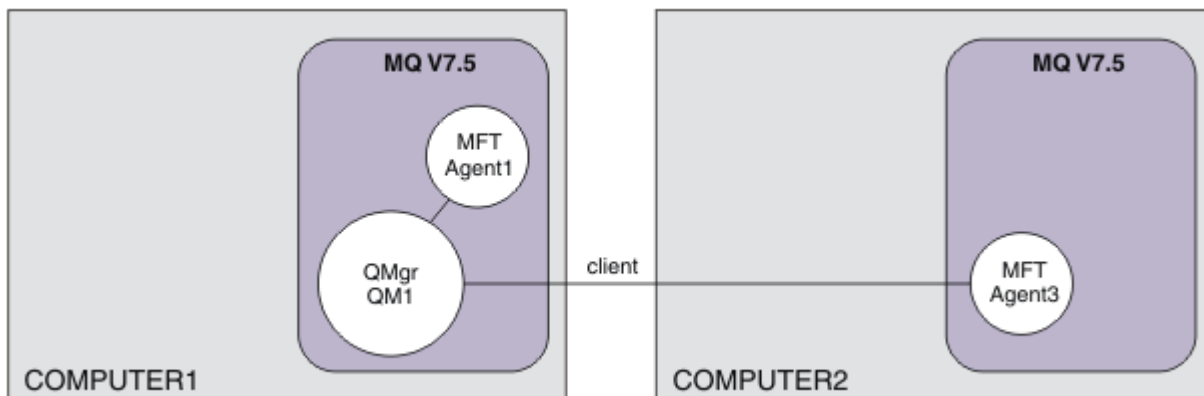 MQ V7.5
MFT
Agent1
QMgr
QM1
COMPUTER1
client
MQ V7.5
MFT
Agent3
COMPUTER2